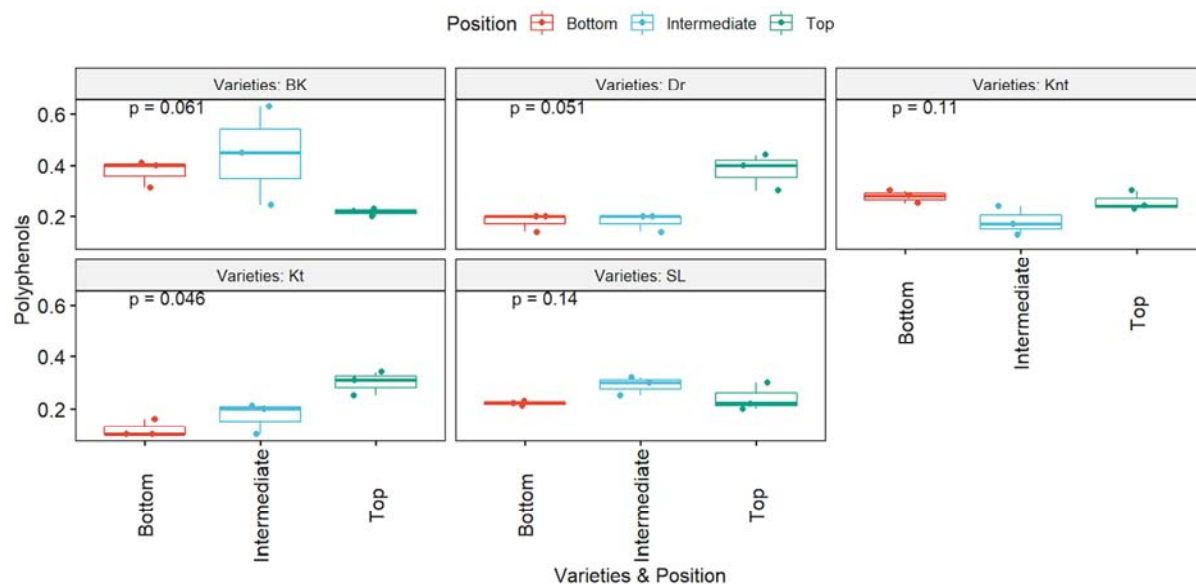 Position Bottom Intermediate Top
Varieties: BK
Varieties: Dr
Varieties: Knt
p = 0.061
p = 0.051
p = 0.11
0.6
0.4
0.2
Varieties: Kt
Varieties: SL
p = 0.046
p = 0.14
0.6
0.4
0.2
Polyphenols
Bottom
Intermediate
Top
Bottom
Intermediate
Top
Bottom
Intermediate
Top
Varieties & Position